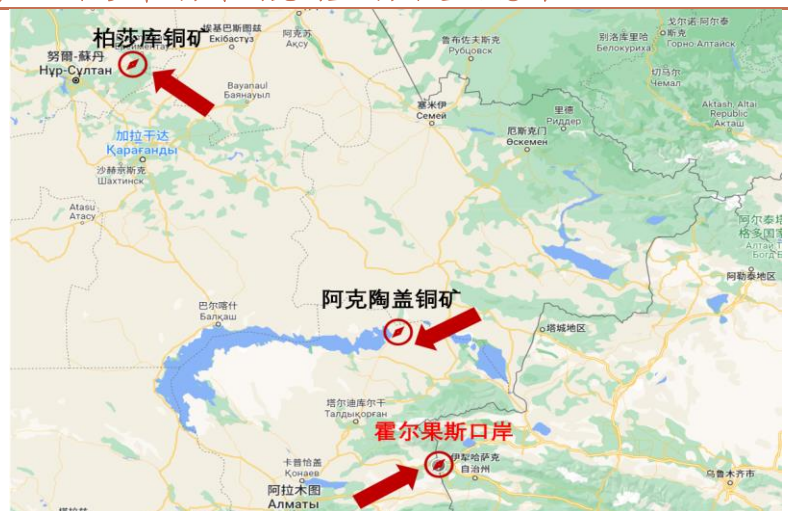 柏莎库铜矿
埃基巴斯图兹
Екібастұз
阿克苏
Ақсу
鲁布佐夫斯克
Рубцовск
别洛库里哈
Белокуриха
戈尔诺-阿尔泰
斯克
Горно-Алтайск
努爾-蘇丹
Нұр-Сұлтан
Bayanaul
Баянауыл
切马尔
Чемал
塞米伊
Семей
里德
Риддер
Aktash, Altai
Republic
Акташ
厄斯克门
Өскемен
加拉干达
Қарағанды
沙赫京斯克
Шахтинск
Atasu
Атасу
阿勒泰地区
巴尔喀什
Балқаш
阿克陶盖铜矿
塔城地区
塔尔迪库尔干
Талдықорған
霍尔果斯口岸
伊犁哈萨克
自治州
卡普恰盖
Қонаев
乌鲁木齐市
阿拉木图
Алматы